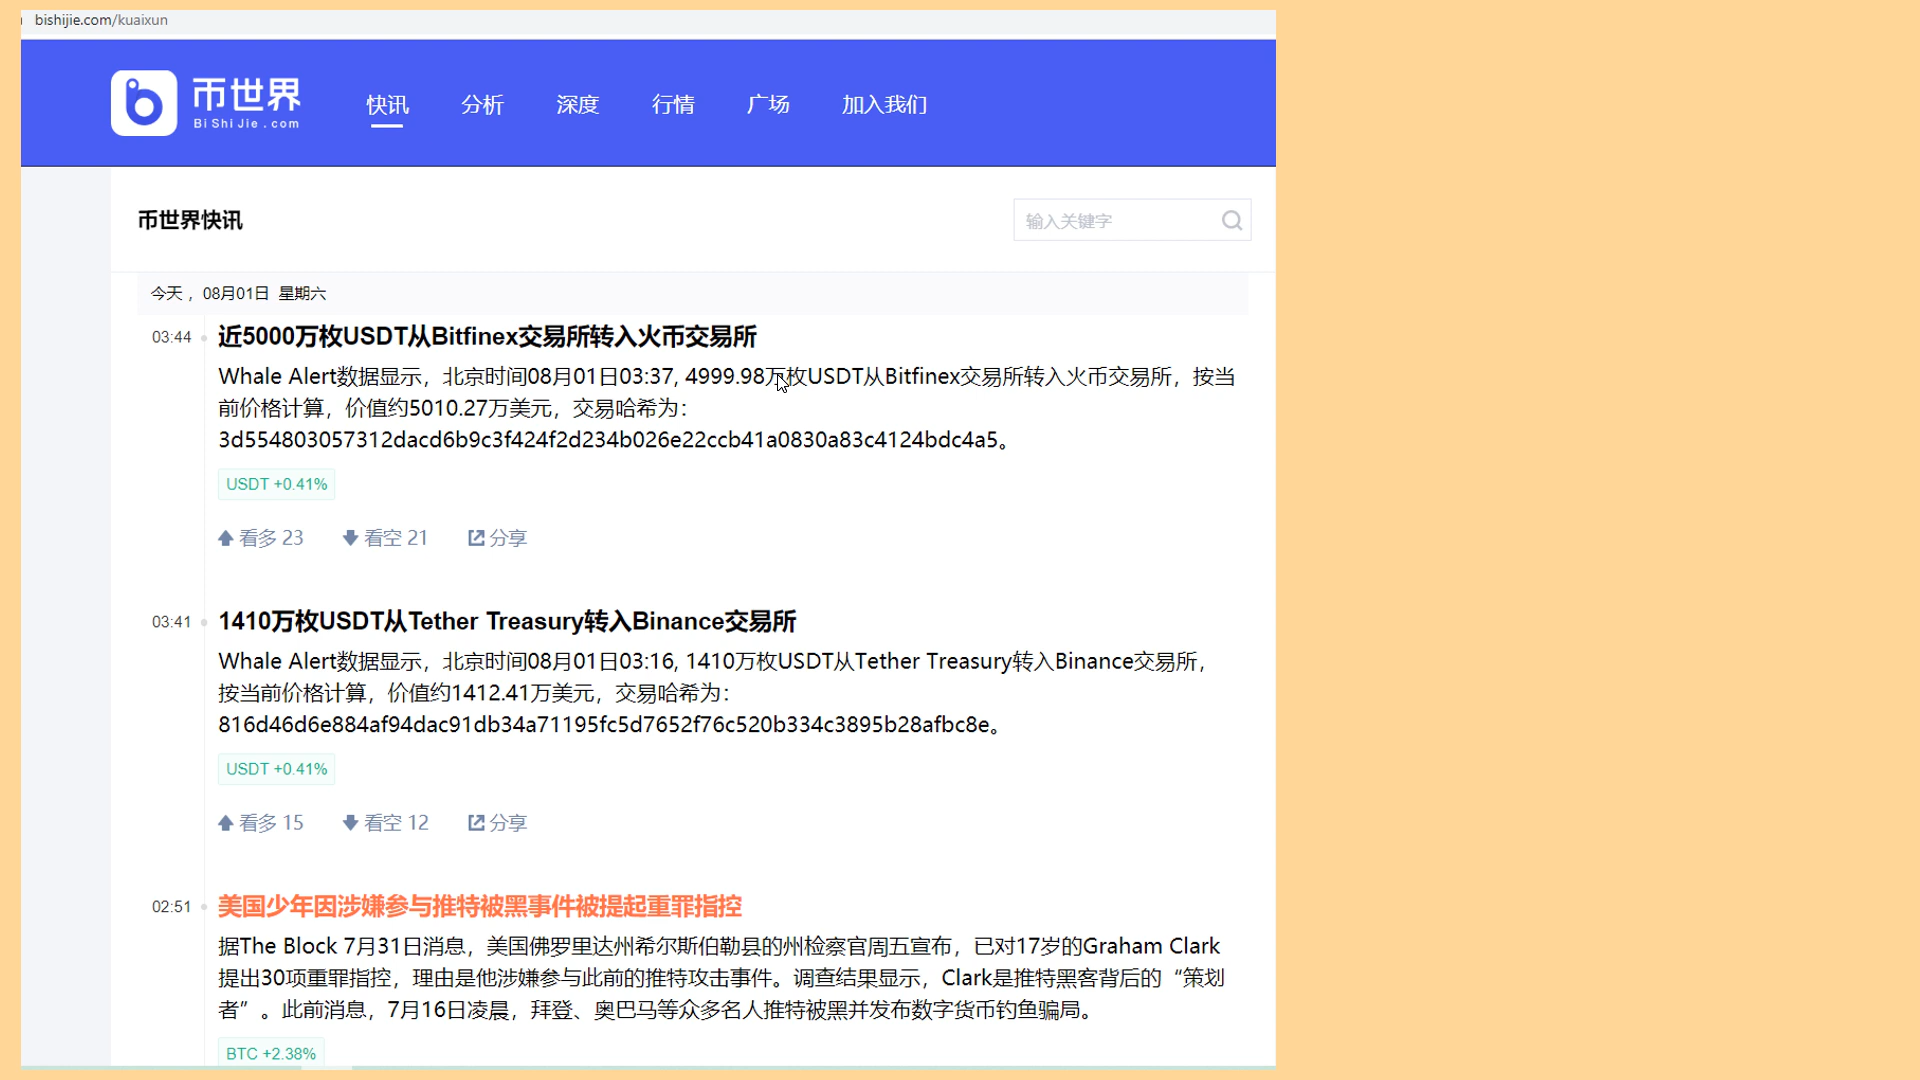 bishijie.com/kuaixun
币世界
BiShiJie.com
快讯 分析 深度 行情 广场 加入我们
币世界快讯
输入关键字
今天 ，08月01日 星期六
03:44 近5000万枚USDT从Bitfinex交易所转入火币交易所
Whale Alert数据显示，北京时间08月01日03:37, 4999.98万枚USDT从Bitfinex交易所转入火币交易所，按当
前价格计算，价值约5010.27万美元，交易哈希为：
3d554803057312dacd6b9c3f424f2d234b026e22ccb41a0830a83c4124bdc4a5。
USDT +0.41%
看多 23 看空 21 分享
03:41 1410万枚USDT从Tether Treasury转入Binance交易所
Whale Alert数据显示，北京时间08月01日03:16, 1410万枚USDT从Tether Treasury转入Binance交易所，
按当前价格计算，价值约1412.41万美元，交易哈希为：
816d46d6e884af94dac91db34a71195fc5d7652f76c520b334c3895b28afbc8e。
USDT +0.41%
看多 15 看空 12 分享
02:51 美国少年因涉嫌参与推特被黑事件被提起重罪指控
据The Block 7月31日消息，美国佛罗里达州希尔斯伯勒县的州检察官周五宣布，已对17岁的Graham Clark
提出30项重罪指控，理由是他涉嫌参与此前的推特攻击事件。调查结果显示，Clark是推特黑客背后的“策划
者”。此前消息，7月16日凌晨，拜登、奥巴马等众多名人推特被黑并发布数字货币钓鱼骗局。
BTC +2.38%